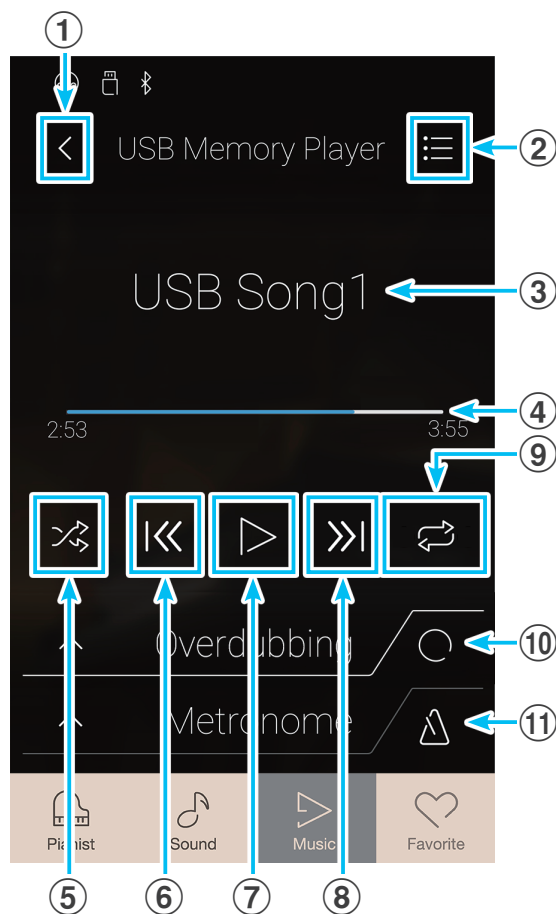 ①
USB Memory Player
②
USB Song1
③
④
2:53 3:55
⑨
Overdubbing
⑩
Metronome
⑪
Pianist Sound Music Favorite
⑤ ⑥ ⑦ ⑧